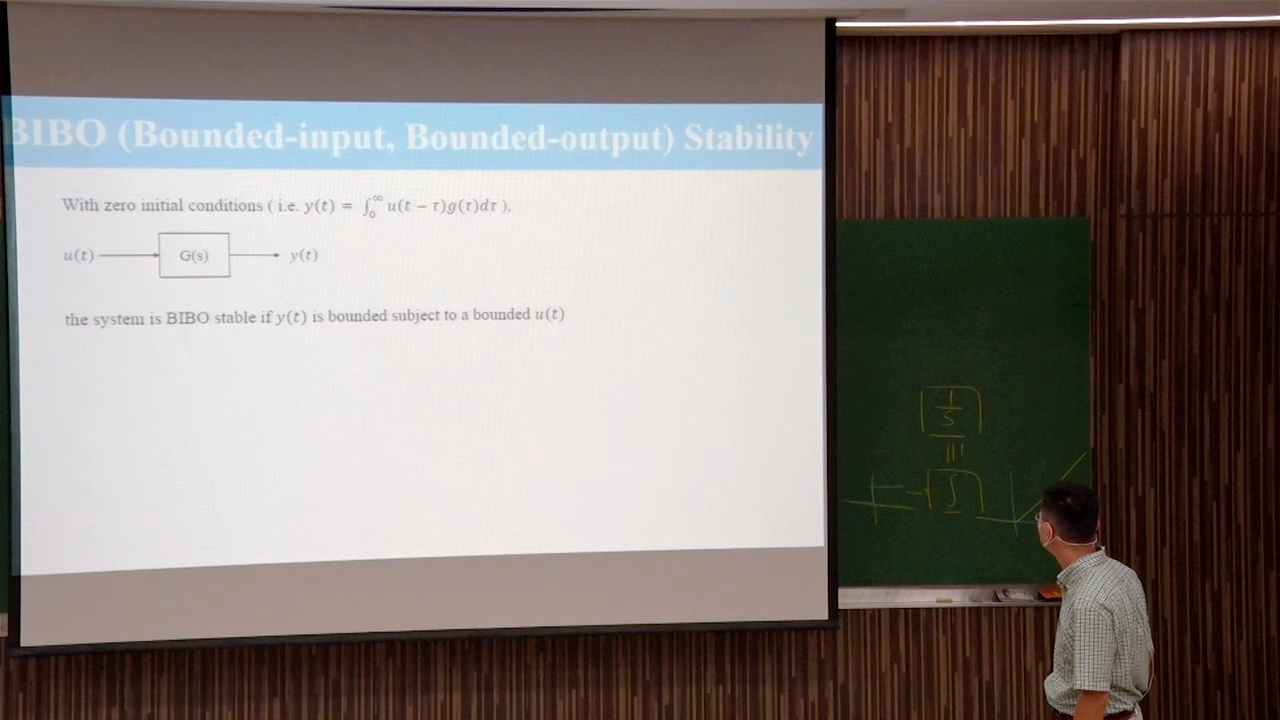 BIBO (Bounded-input, Bounded-output) Stability
With zero initial conditions ( i.e. y(t) = ∫₀^∞ u(t − τ)g(τ)dτ ),
u(t) G(s) y(t)
the system is BIBO stable if y(t) is bounded subject to a bounded u(t)
1
S
∫